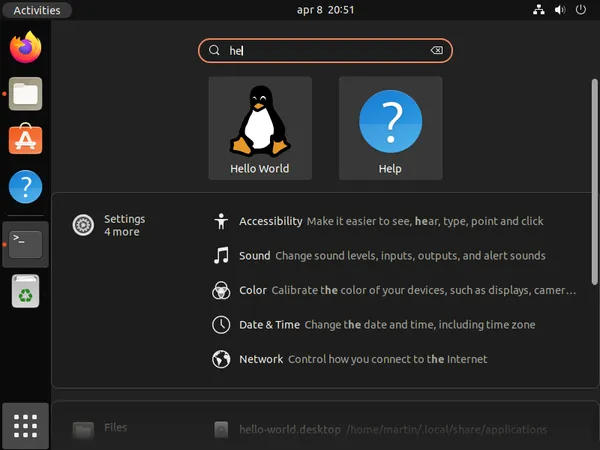 Activities
apr 8 20:51
he
Hello World
Help
Settings
4 more
Accessibility Make it easier to see, hear, type, point and click
Sound Change sound levels, inputs, outputs, and alert sounds
Color Calibrate the color of your devices, such as displays, camer…
Date & Time Change the date and time, including time zone
Network Control how you connect to the Internet
Files
hello-world.desktop /home/martin/.local/share/applications